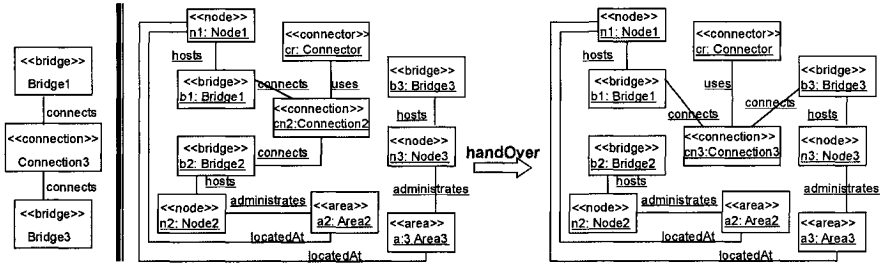 <<bridge>>
Bridge1
connects
<<connection>>
Connection3
connects
<<bridge>>
Bridge3
<<node>>
n1: Node1
hosts
<<connector>>
cr: Connector
<<bridge>>
b1: Bridge1
connects
uses
<<connection>>
cn2:Connection2
<<bridge>>
b3: Bridge3
hosts
<<bridge>>
b2: Bridge2
connects
hosts
<<node>>
n3: Node3
administrates
administrates
<<node>>
n2: Node2
<<area>>
a2: Area2
<<area>>
a:3 Area3
locatedAt
locatedAt
handOver
<<node>>
n1: Node1
hosts
<<connector>>
cr: Connector
<<bridge>>
b1: Bridge1
uses
<<bridge>>
b3: Bridge3
connects
connects
hosts
<<connection>>
cn3:Connection3
<<bridge>>
b2: Bridge2
hosts
<<node>>
n3: Node3
administrates
administrates
<<node>>
n2: Node2
<<area>>
a2: Area2
<<area>>
a3: Area3
locatedAt
locatedAt